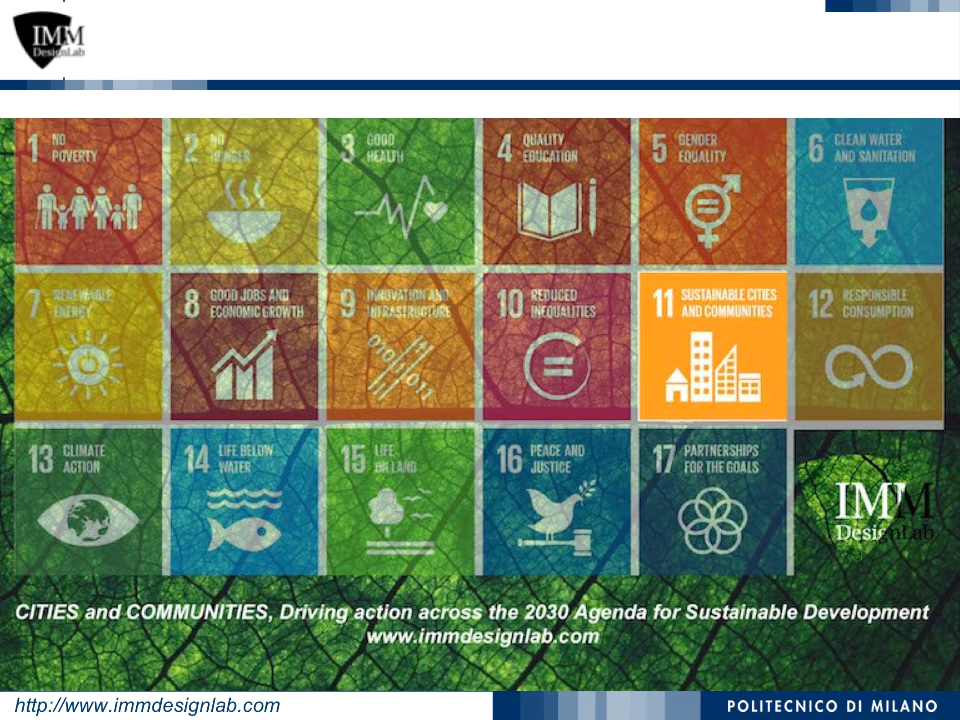 IMM
DesignLab
1 NO
POVERTY
2 NO
HUNGER
3 GOOD
HEALTH
4 QUALITY
EDUCATION
5 GENDER
EQUALITY
6 CLEAN WATER
AND SANITATION
7 RENEWABLE
ENERGY
8 GOOD JOBS AND
ECONOMIC GROWTH
9 INNOVATION AND
INFRASTRUCTURE
010
1011
10 REDUCED
INEQUALITIES
11 SUSTAINABLE CITIES
AND COMMUNITIES
12 RESPONSIBLE
CONSUMPTION
13 CLIMATE
ACTION
14 LIFE BELOW
WATER
15 LIFE
ON LAND
16 PEACE AND
JUSTICE
17 PARTNERSHIPS
FOR THE GOALS
IMM
DesignLab
CITIES and COMMUNITIES, Driving action across the 2030 Agenda for Sustainable Development
www.immdesignlab.com
http://www.immdesignlab.com
POLITECNICO DI MILANO